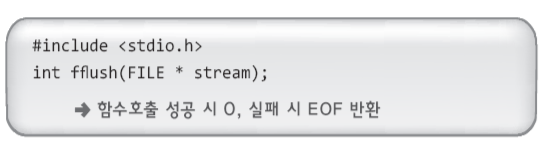 #include <stdio.h>
int fflush(FILE * stream);
➜ 함수호출 성공 시 0, 실패 시 EOF 반환